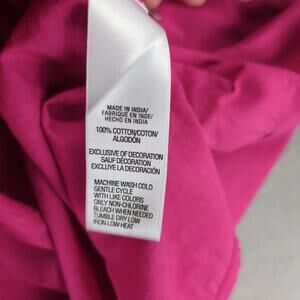 MADE IN INDIA/
FABRIQUÉ EN INDE/
HECHO EN INDIA
100% COTTON/COTON/
ALGODÓN
EXCLUSIVE OF DECORATION
SAUF DÉCORATION
EXCLUYE LA DECORACIÓN
MACHINE WASH COLD
GENTLE CYCLE
WITH LIKE COLORS
ONLY NON-CHLORINE
BLEACH WHEN NEEDED
TUMBLE DRY LOW
IRON LOW HEAT